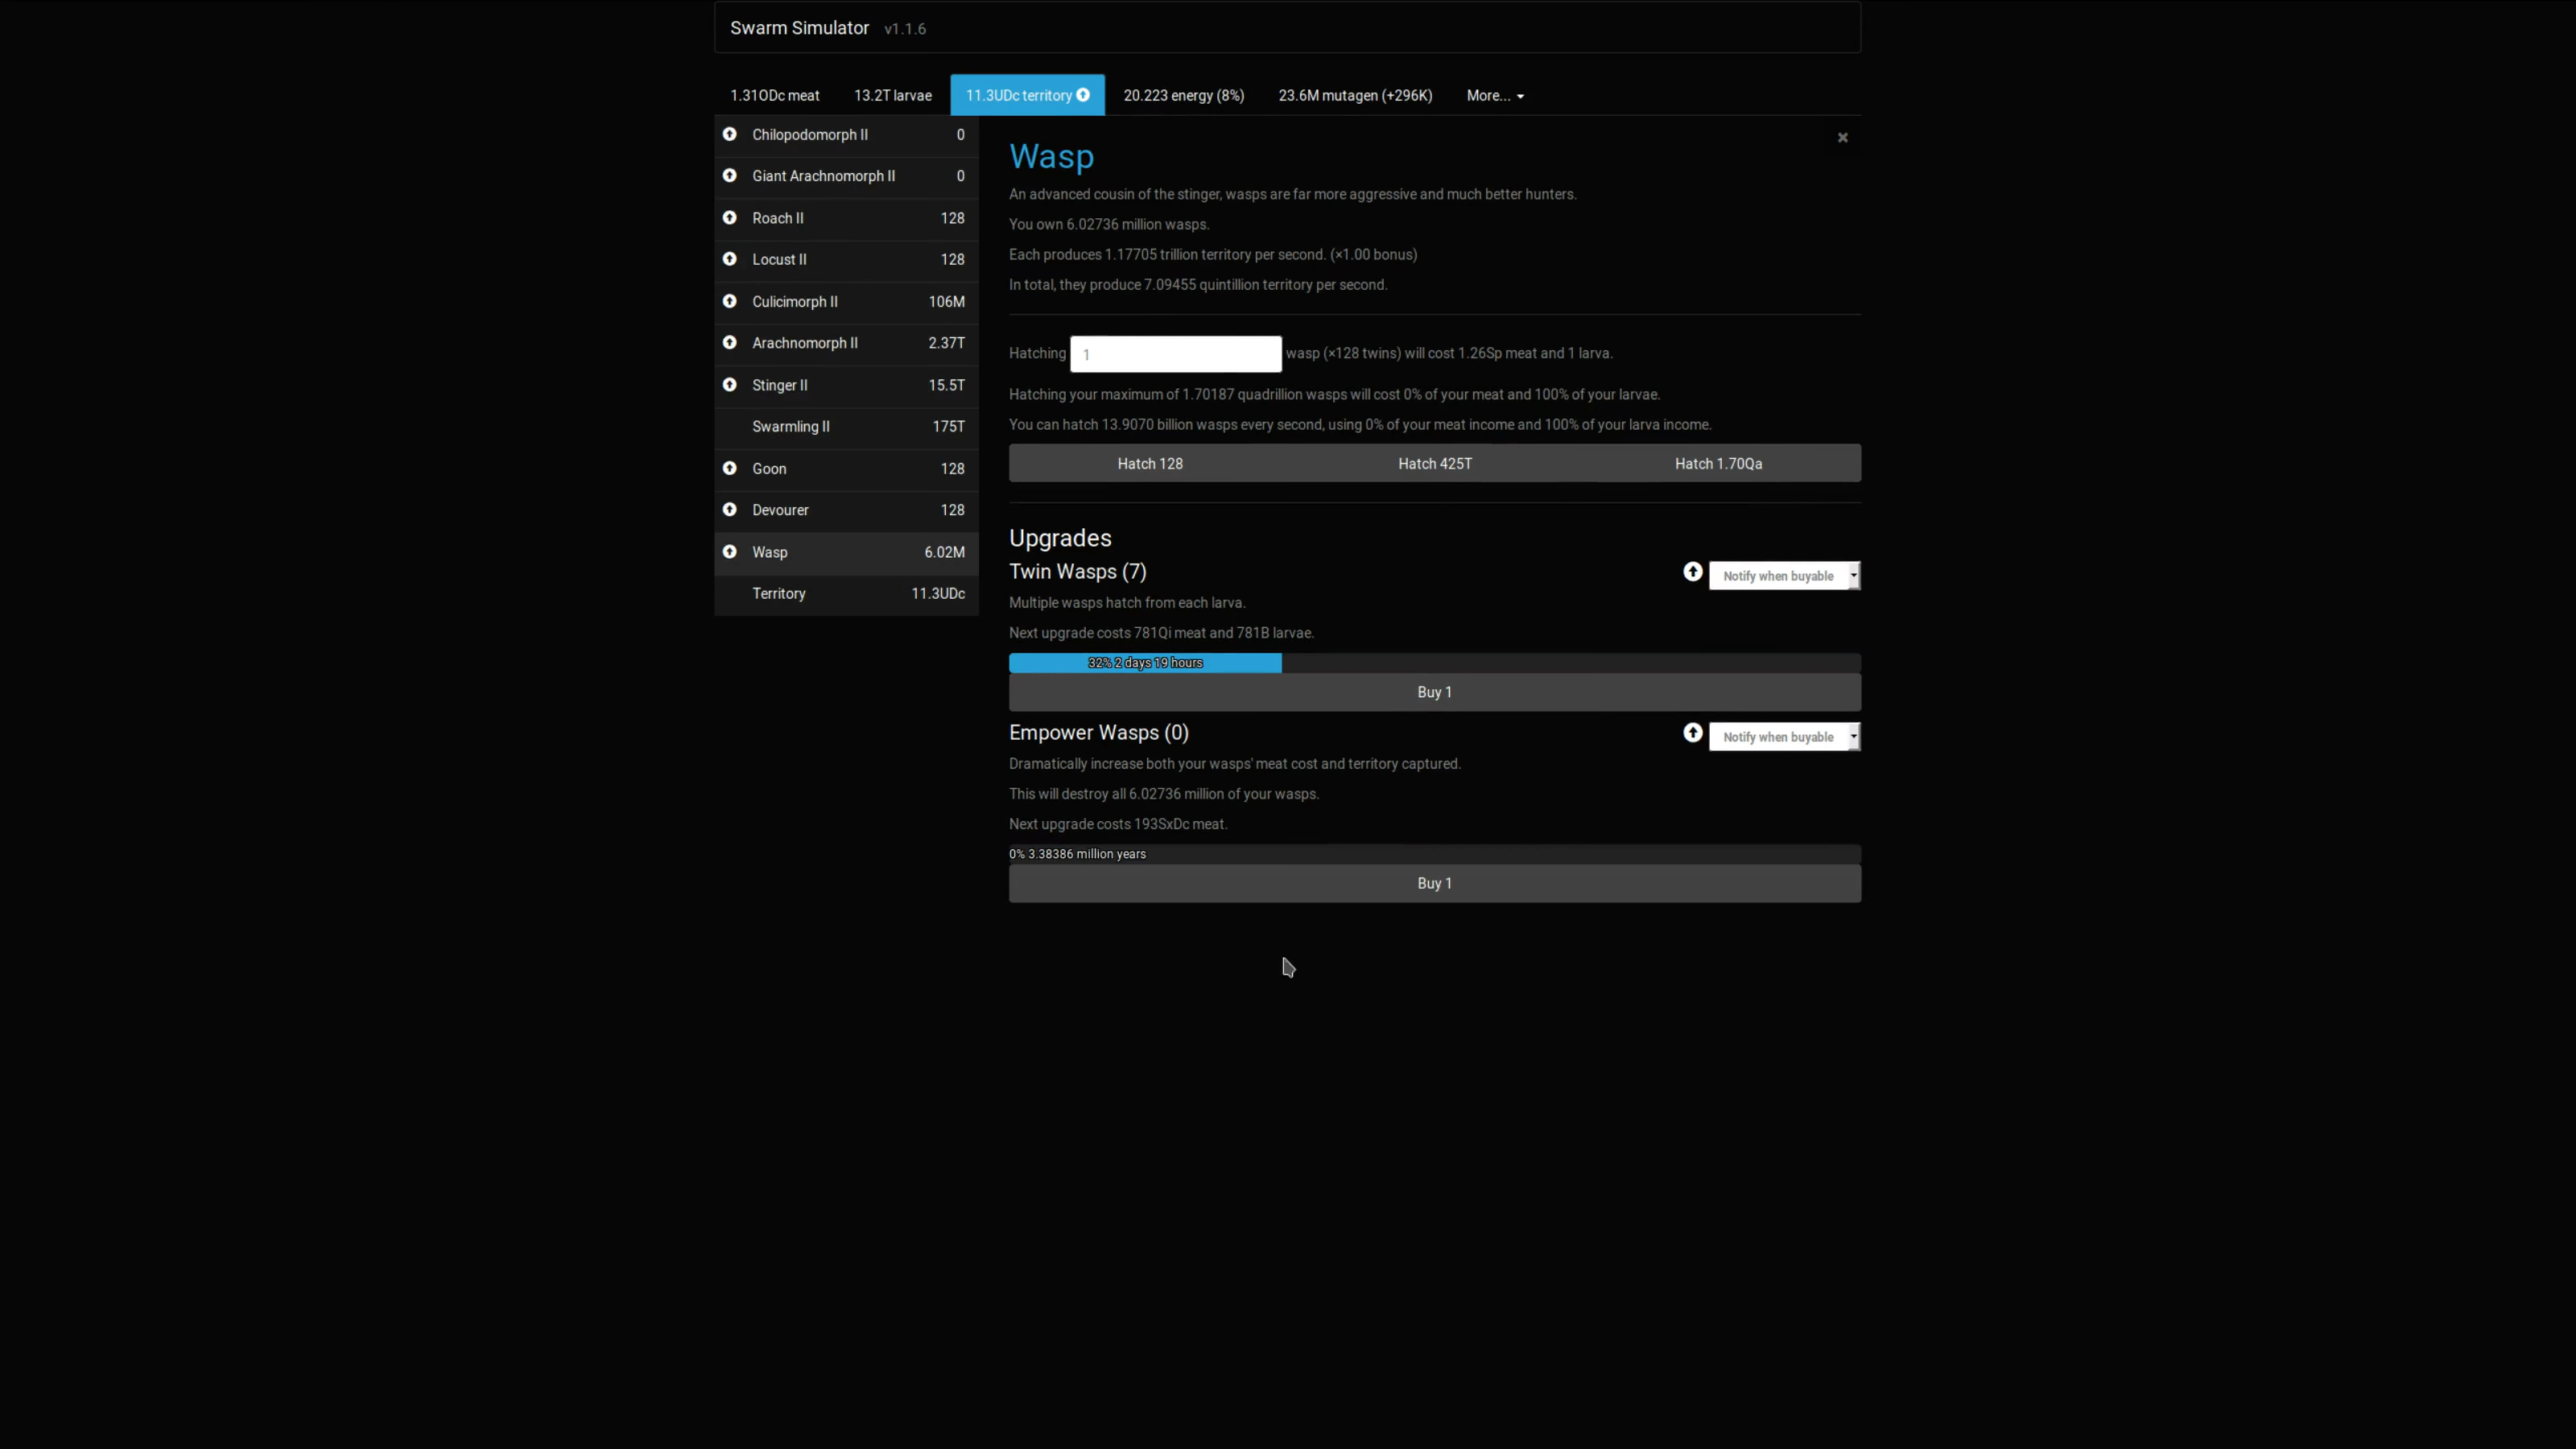 Swarm Simulator v1.1.6
1.31ODc meat 13.2T larvae 11.3UDc territory 20.223 energy (8%) 23.6M mutagen (+296K) More...
Chilopodomorph II 0
Giant Arachnomorph II 0
Roach II 128
Locust II 128
Culicimorph II 106M
Arachnomorph II 2.37T
Stinger II 15.5T
Swarmling II 175T
Goon 128
Devourer 128
Wasp 6.02M
Territory 11.3UDc
Wasp
An advanced cousin of the stinger, wasps are far more aggressive and much better hunters.
You own 6.02736 million wasps.
Each produces 1.17705 trillion territory per second. (×1.00 bonus)
In total, they produce 7.09455 quintillion territory per second.
Hatching 1 wasp (×128 twins) will cost 1.26Sp meat and 1 larva.
Hatching your maximum of 1.70187 quadrillion wasps will cost 0% of your meat and 100% of your larvae.
You can hatch 13.9070 billion wasps every second, using 0% of your meat income and 100% of your larva income.
Hatch 128 Hatch 425T Hatch 1.70Qa
Upgrades
Twin Wasps (7) Notify when buyable
Multiple wasps hatch from each larva.
Next upgrade costs 781Qi meat and 781B larvae.
32% 2 days 19 hours
Buy 1
Empower Wasps (0) Notify when buyable
Dramatically increase both your wasps' meat cost and territory captured.
This will destroy all 6.02736 million of your wasps.
Next upgrade costs 193SxDc meat.
0% 3.38386 million years
Buy 1